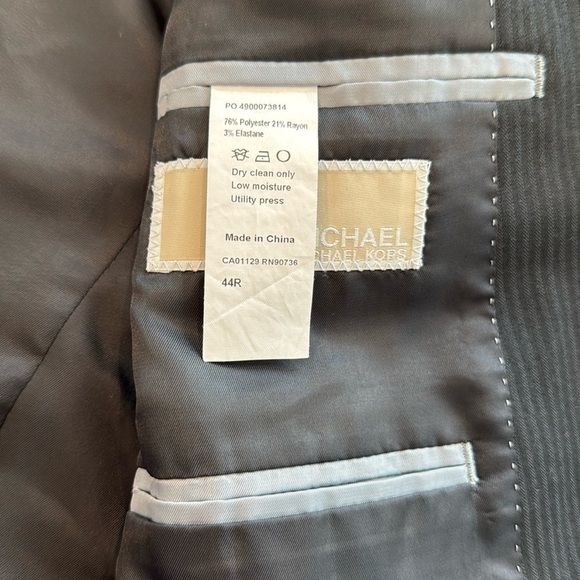 PO 4900073814
76% Polyester 21% Rayon
3% Elastane
Dry clean only
Low moisture
Utility press
Made in China
CA01129 RN90736
44R
MICHAEL
MICHAEL KORS